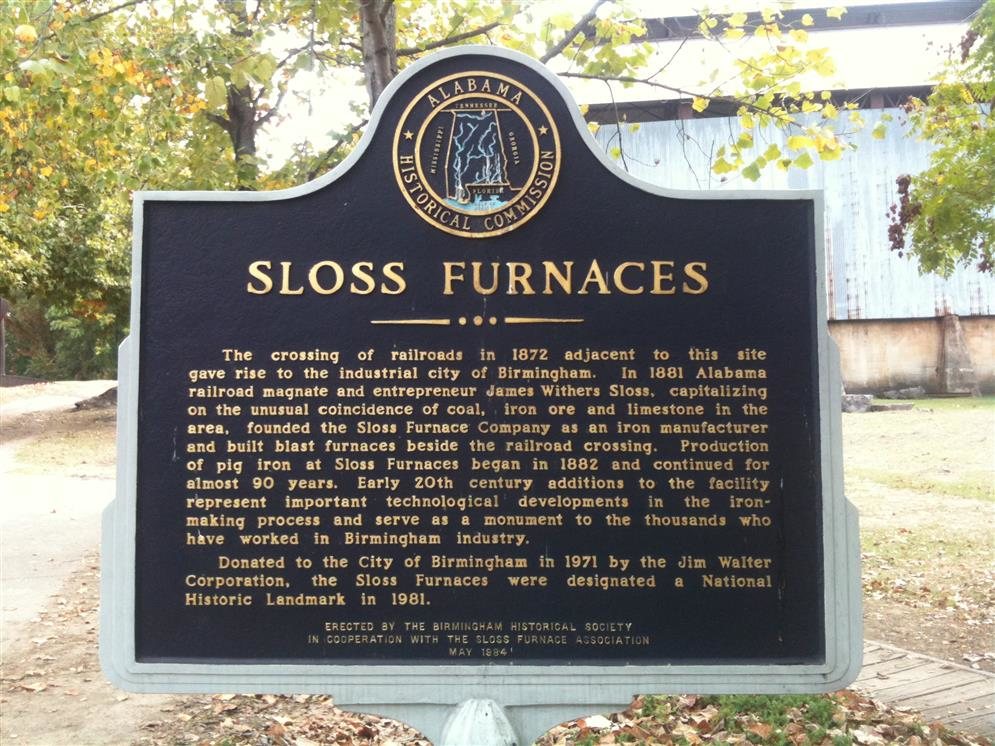 ALABAMA
HISTORICAL COMMISSION
TENNESSEE
MISSISSIPPI
GEORGIA
FLORIDA
SLOSS FURNACES
The crossing of railroads in 1872 adjacent to this site
gave rise to the industrial city of Birmingham. In 1881 Alabama
railroad magnate and entrepreneur James Withers Sloss, capitalizing
on the unusual coincidence of coal, iron ore and limestone in the
area, founded the Sloss Furnace Company as an iron manufacturer
and built blast furnaces beside the railroad crossing. Production
of pig iron at Sloss Furnaces began in 1882 and continued for
almost 90 years. Early 20th century additions to the facility
represent important technological developments in the iron-
making process and serve as a monument to the thousands who
have worked in Birmingham industry.
Donated to the City of Birmingham in 1971 by the Jim Walter
Corporation, the Sloss Furnaces were designated a National
Historic Landmark in 1981.
ERECTED BY THE BIRMINGHAM HISTORICAL SOCIETY
IN COOPERATION WITH THE SLOSS FURNACE ASSOCIATION
MAY 1984